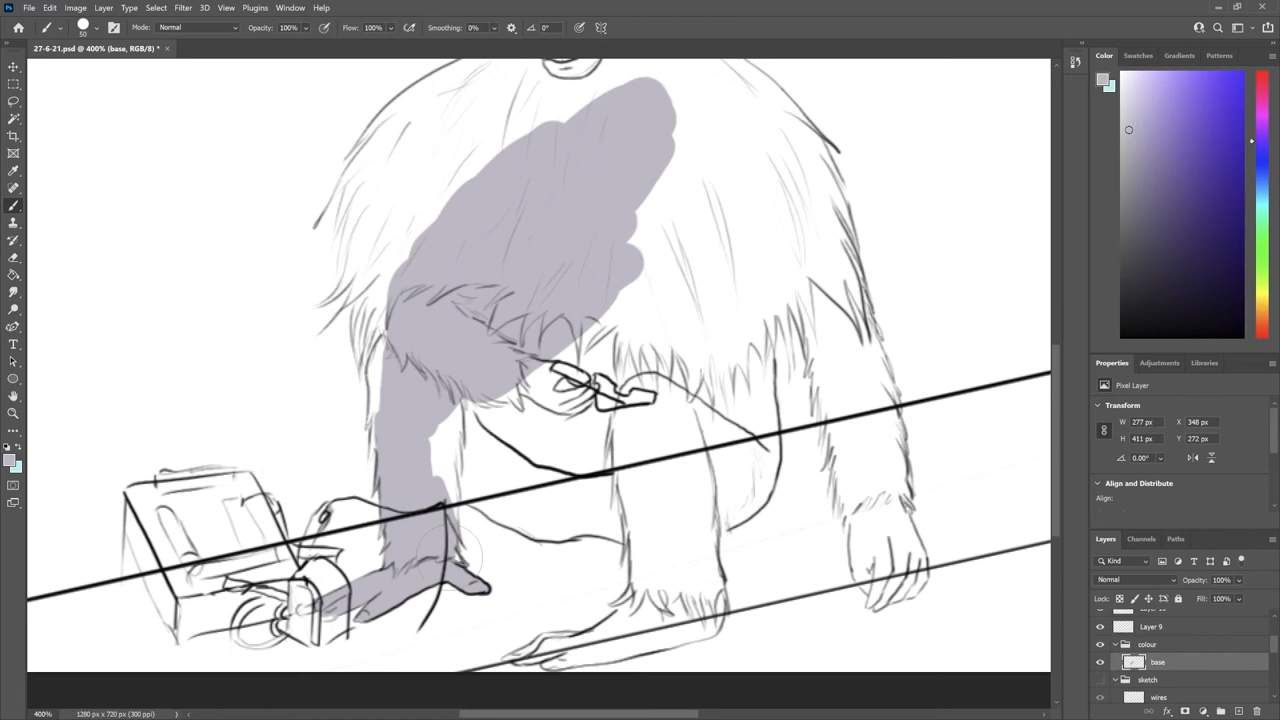 File Edit Image Layer Type Select Filter 3D View Plugins Window Help
50 Mode: Normal Opacity: 100% Flow: 100% Smoothing: 0% 0°
27-6-21.psd @ 400% (base, RGB/8) * ×
Color Swatches Gradients Patterns
Properties Adjustments Libraries
Pixel Layer
Transform
W 277 px X 348 px
H 411 px Y 272 px
0.00°
Align and Distribute
Align:
Layers Channels Paths
Kind
Normal Opacity: 100%
Lock: Fill: 100%
Layer 9
colour
base
sketch
wires
400% 1280 px x 720 px (300 ppi)